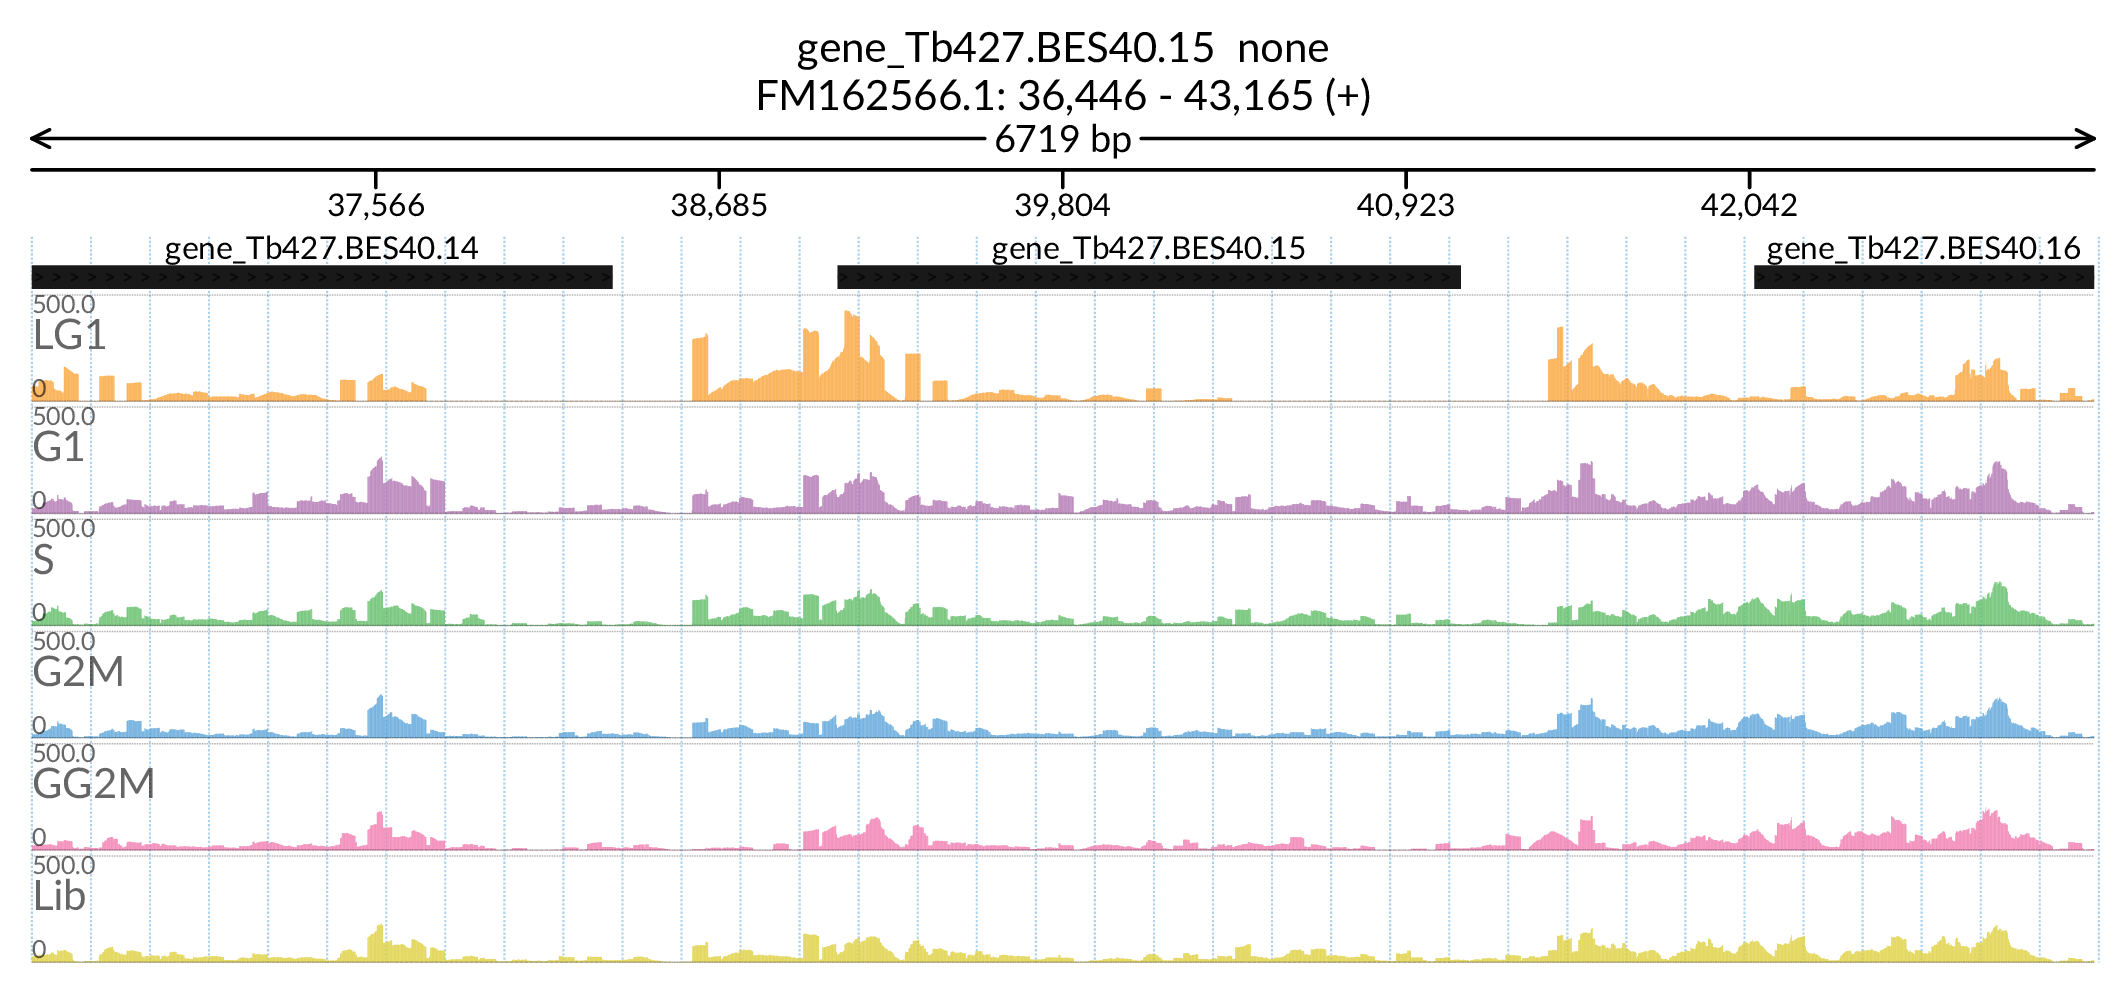 gene_Tb427.BES40.15 none
FM162566.1: 36,446 - 43,165 (+)
6719 bp
37,566 38,685 39,804 40,923 42,042
gene_Tb427.BES40.14 gene_Tb427.BES40.15 gene_Tb427.BES40.16
500.0
LG1
0
500.0
G1
0
500.0
S
0
500.0
G2M
0
500.0
GG2M
0
500.0
Lib
0